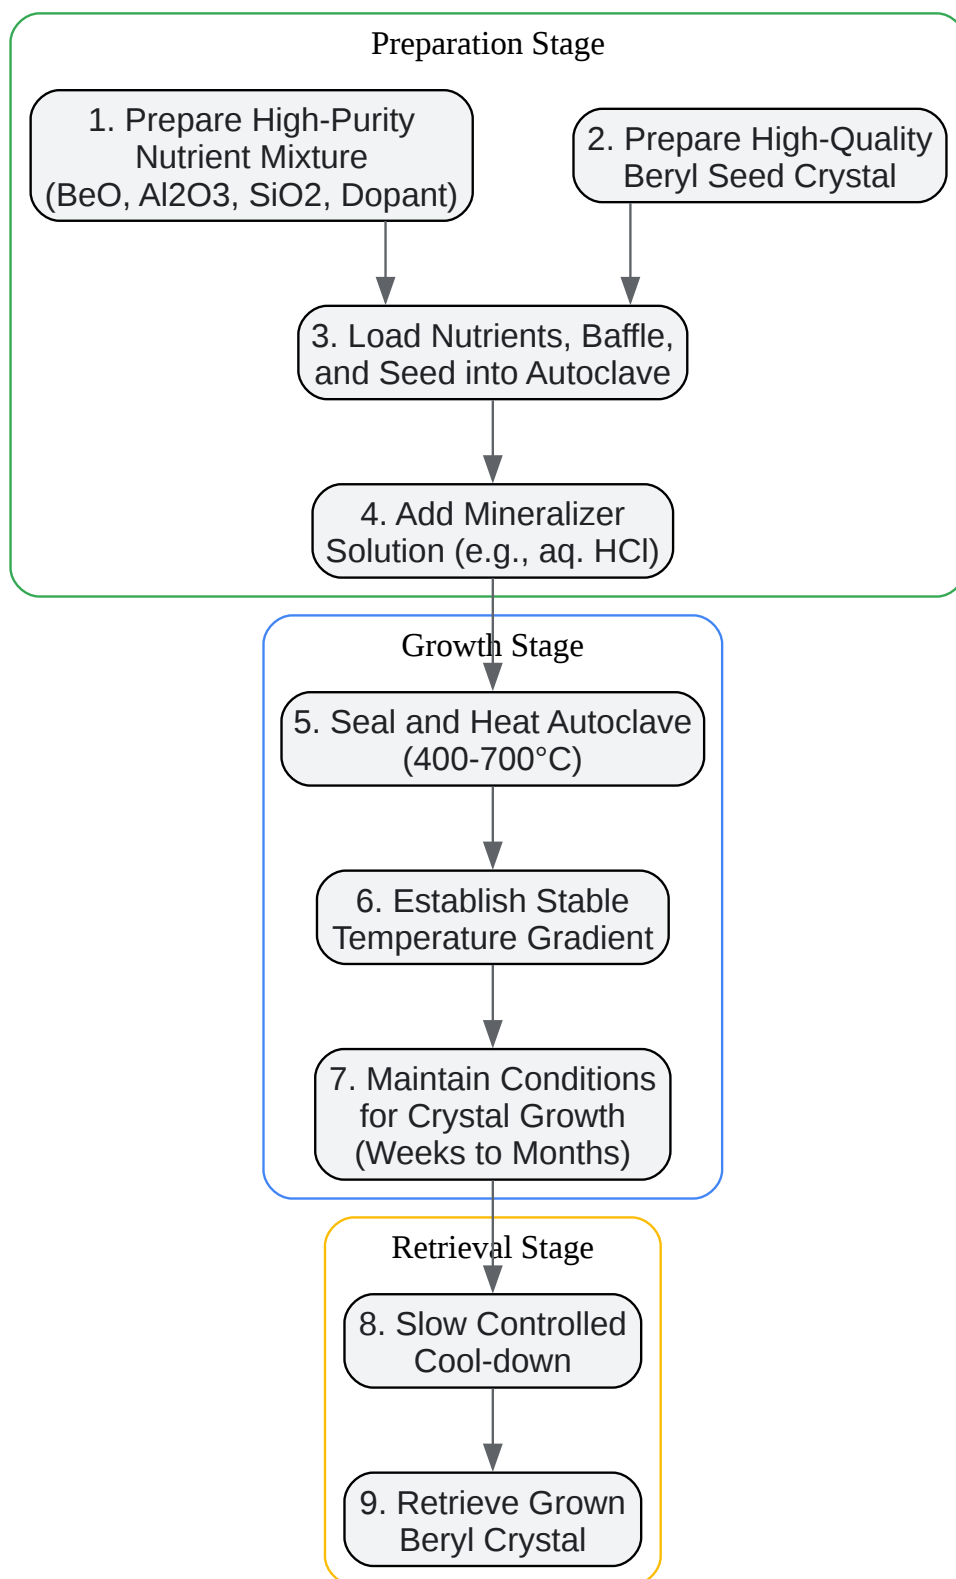 Preparation Stage
1. Prepare High-Purity
Nutrient Mixture
(BeO, Al2O3, SiO2, Dopant)
2. Prepare High-Quality
Beryl Seed Crystal
3. Load Nutrients, Baffle,
and Seed into Autoclave
4. Add Mineralizer
Solution (e.g., aq. HCl)
Growth Stage
5. Seal and Heat Autoclave
(400-700°C)
6. Establish Stable
Temperature Gradient
7. Maintain Conditions
for Crystal Growth
(Weeks to Months)
Retrieval Stage
8. Slow Controlled
Cool-down
9. Retrieve Grown
Beryl Crystal